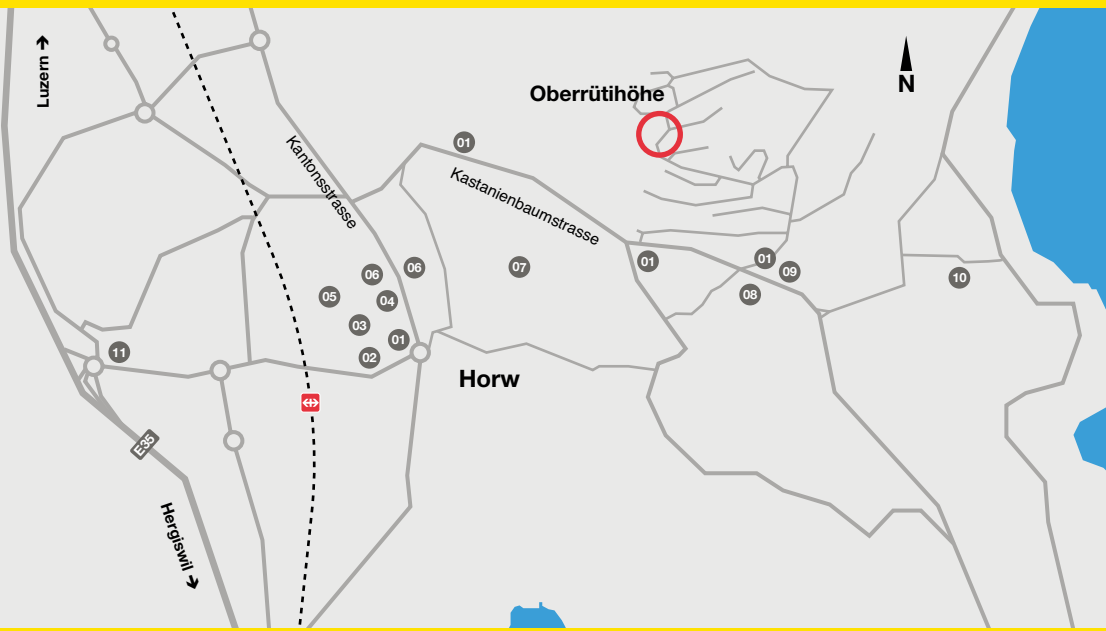 Luzern →
Oberrütihöhe
N
Kantonsstrasse
01
Kastanienbaumstrasse
06
06
07
01
01
09
10
05
04
08
03
01
11
02
Horw
E35
Hergiswil →